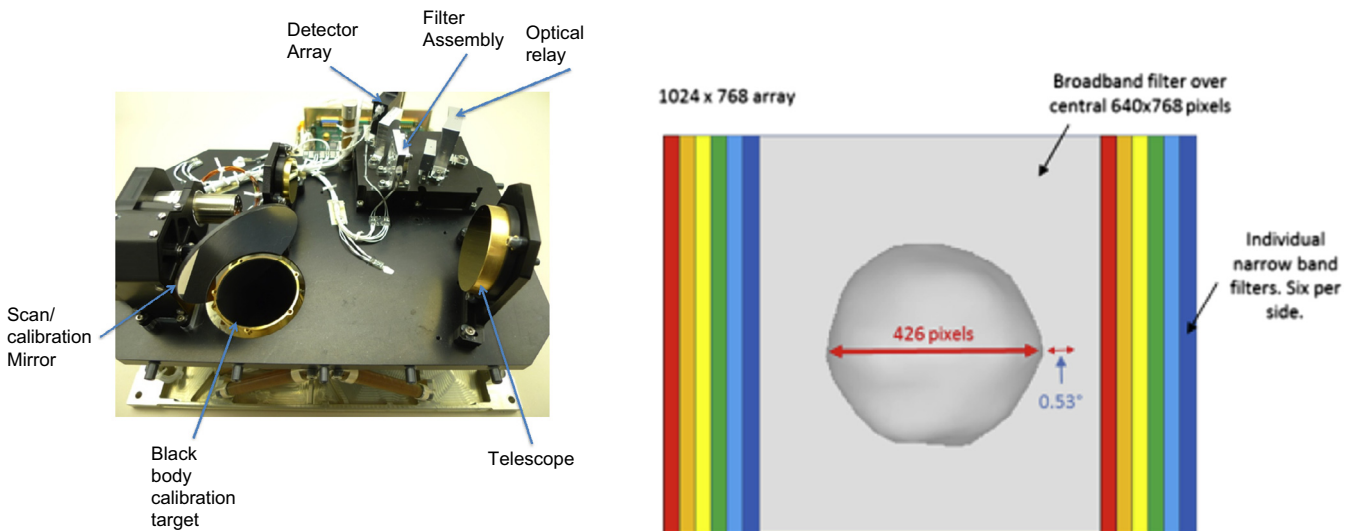 Detector
Array
Filter
Assembly
Optical
relay
Scan/
calibration
Mirror
Black
body
calibration
target
Telescope
1024 x 768 array
Broadband filter over
central 640x768 pixels
426 pixels
0.53°
Individual
narrow band
filters. Six per
side.